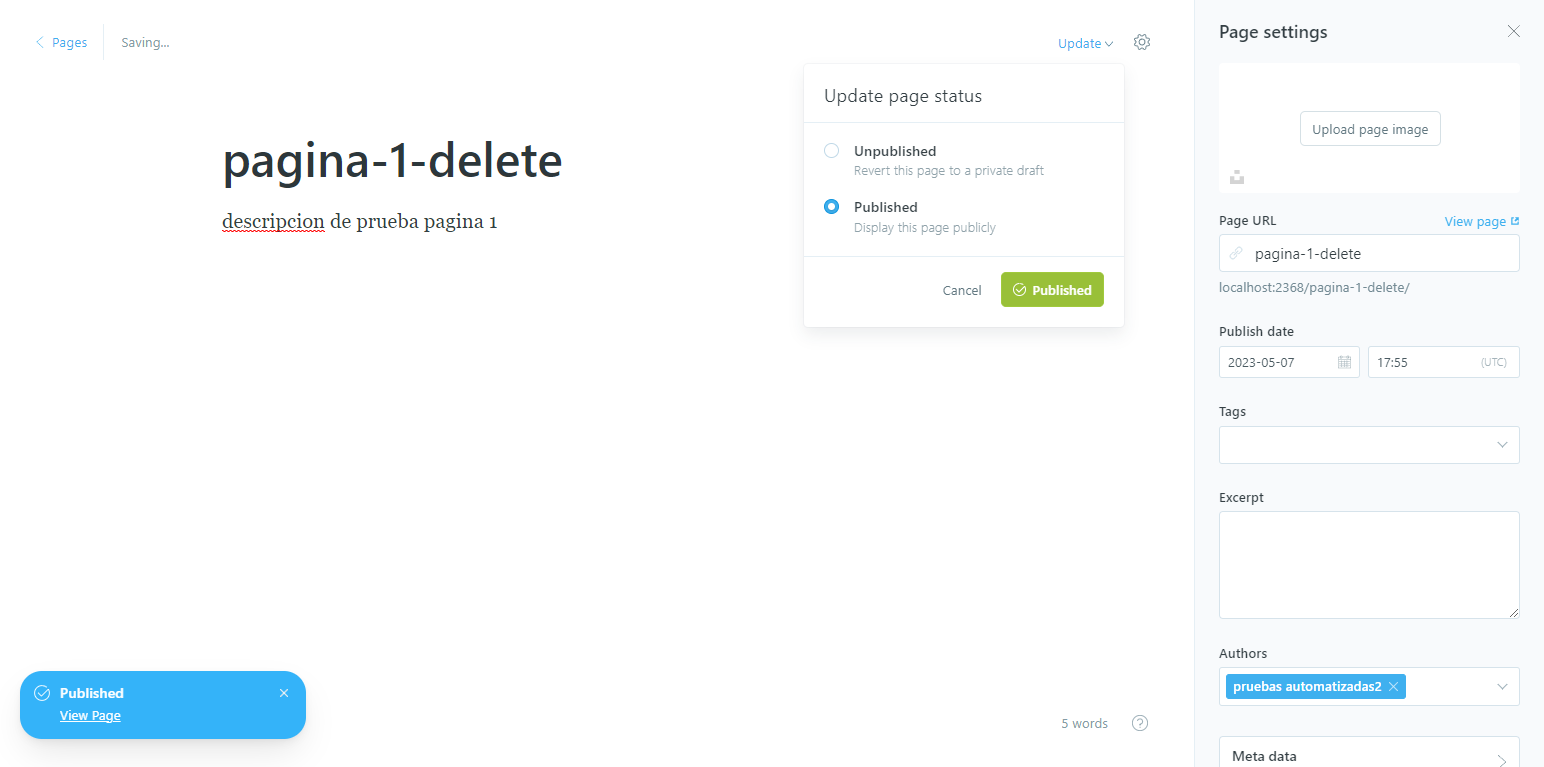 Pages
Saving...
Update
pagina-1-delete
descripcion de prueba pagina 1
Update page status
Unpublished
Revert this page to a private draft
Published
Display this page publicly
Cancel
Published
Published
View Page
5 words
?
Page settings
Upload page image
Page URL
View page
pagina-1-delete
localhost:2368/pagina-1-delete/
Publish date
2023-05-07
17:55
(UTC)
Tags
Excerpt
Authors
pruebas automatizadas2
Meta data